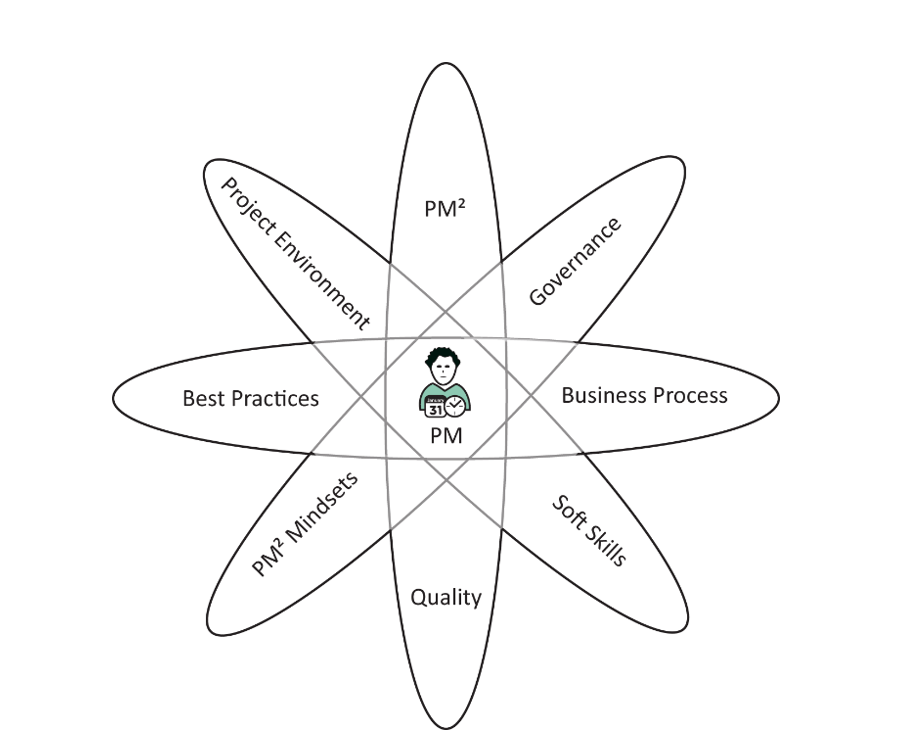 PM²
Project Environment
Governance
Best Practices
JANUARY
31
PM
Business Process
PM² Mindsets
Soft Skills
Quality